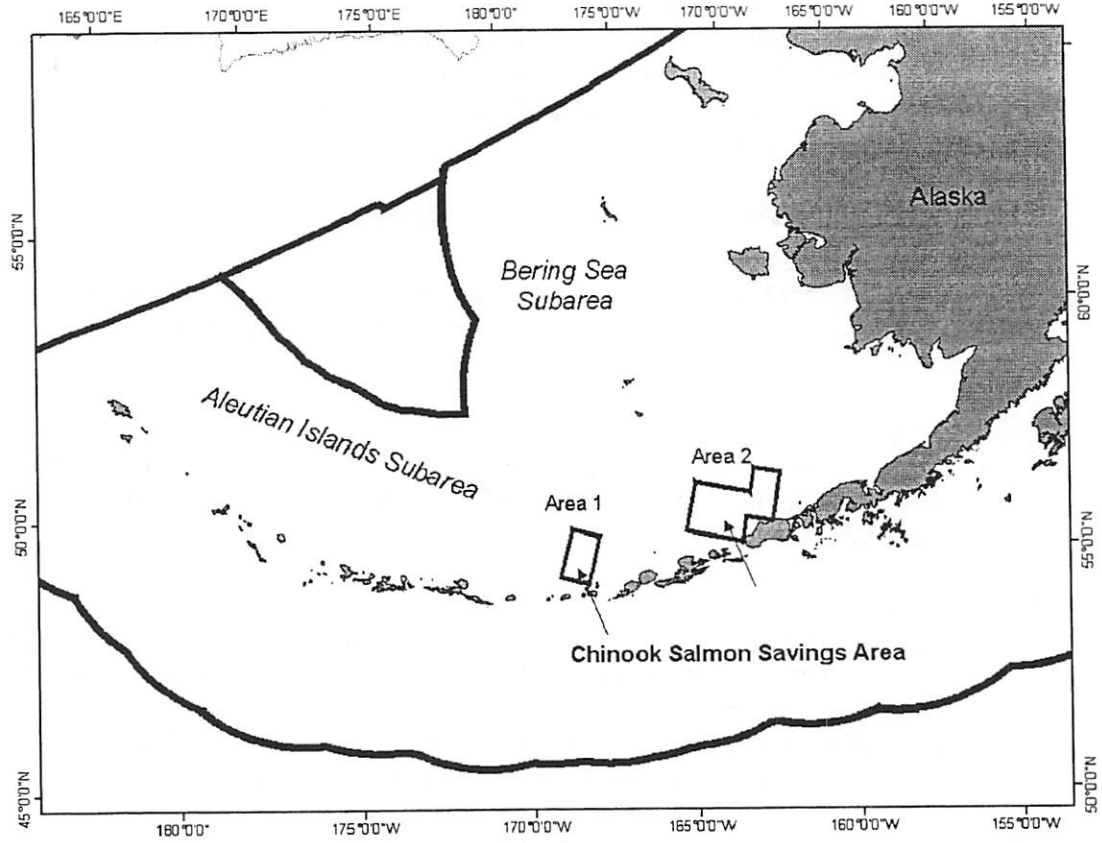 165°0'0"E 170°0'0"E 175°0'0"E 180°0'0" 175°0'0"W 170°0'0"W 165°0'0"W 160°0'0"W 155°0'0"W
Alaska
55°0'0"N
Bering Sea
Subarea
60°0'0"N
Aleutian Islands Subarea
Area 2
Area 1
50°0'0"N
55°0'0"N
Chinook Salmon Savings Area
45°0'0"N
50°0'0"N
180°0'0" 175°0'0"W 170°0'0"W 165°0'0"W 160°0'0"W 155°0'0"W